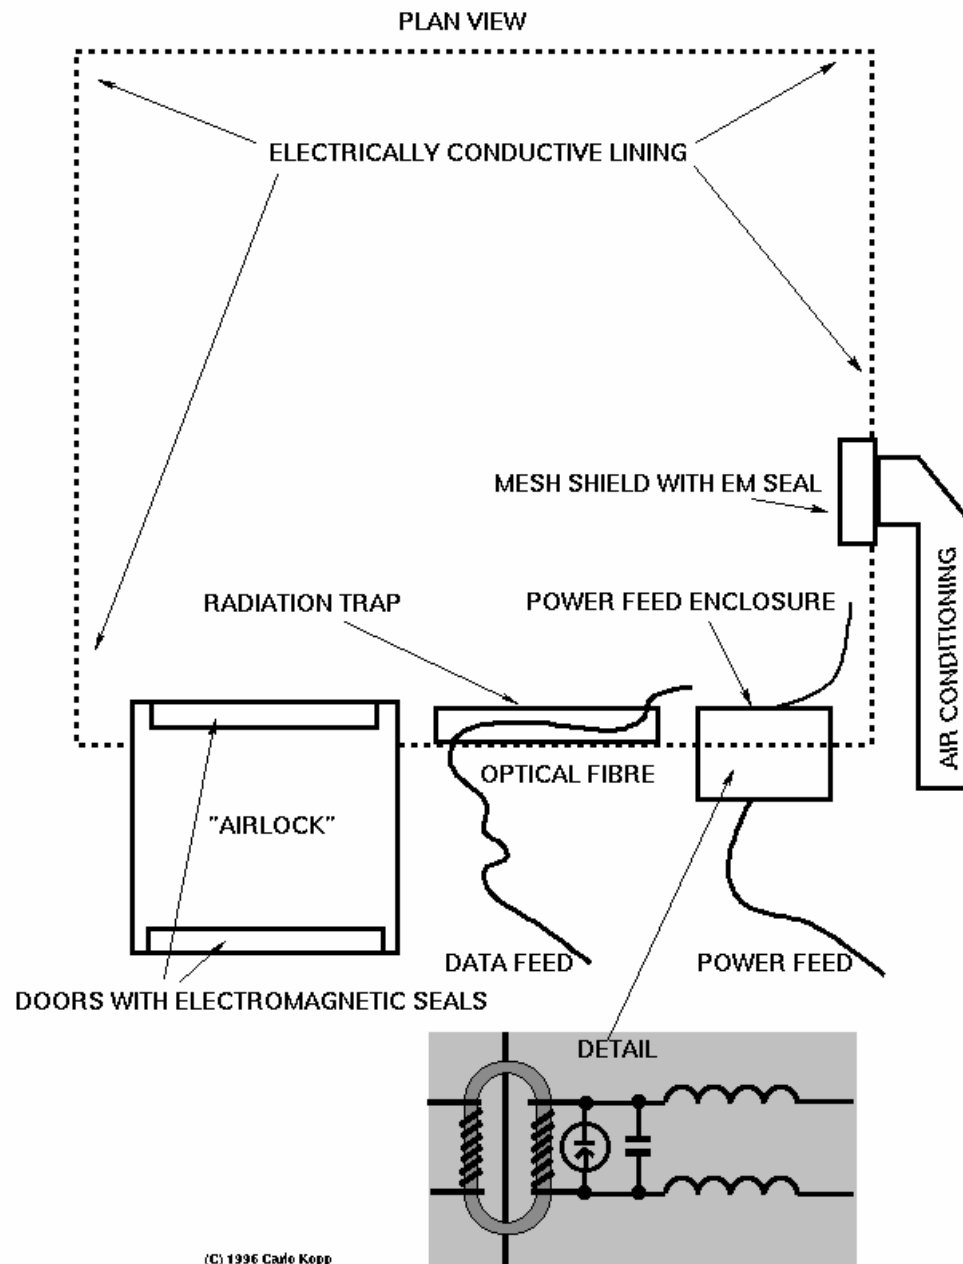 PLAN VIEW
ELECTRICALLY CONDUCTIVE LINING
MESH SHIELD WITH EM SEAL
AIR CONDITIONING
RADIATION TRAP
POWER FEED ENCLOSURE
OPTICAL FIBRE
"AIRLOCK"
DATA FEED
POWER FEED
DOORS WITH ELECTROMAGNETIC SEALS
DETAIL
(C) 1996 Carlo Kopp